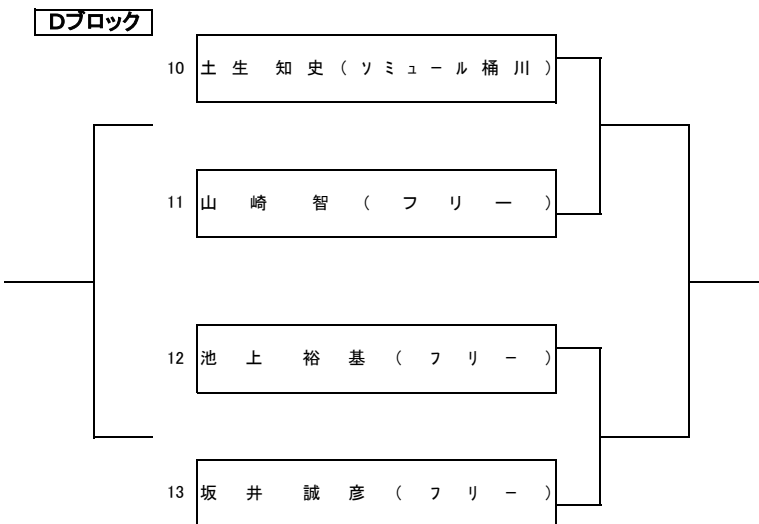 Dブロック
10 土生 知史(ソミュール桶川)
11 山崎 智(フリー)
12 池上 裕基(フリー)
13 坂井 誠彦(フリー)